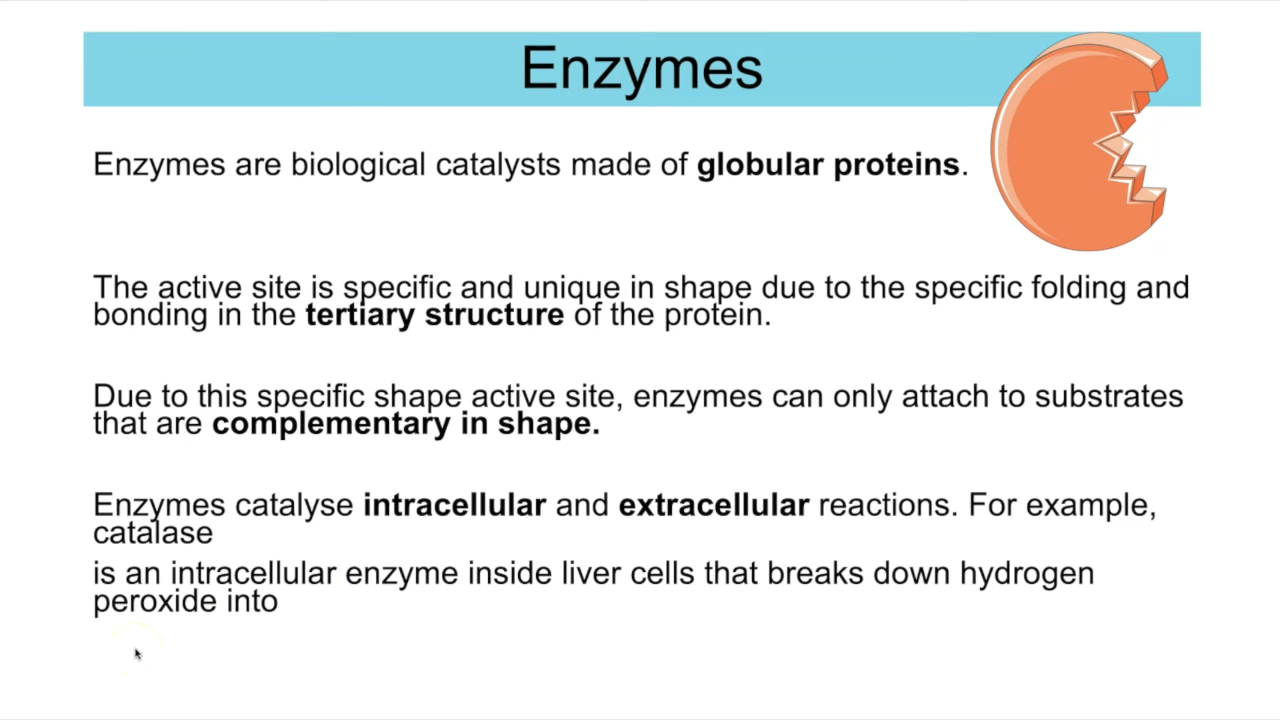 Enzymes
Enzymes are biological catalysts made of globular proteins.
The active site is specific and unique in shape due to the specific folding and
bonding in the tertiary structure of the protein.
Due to this specific shape active site, enzymes can only attach to substrates
that are complementary in shape.
Enzymes catalyse intracellular and extracellular reactions. For example,
catalase
is an intracellular enzyme inside liver cells that breaks down hydrogen
peroxide into